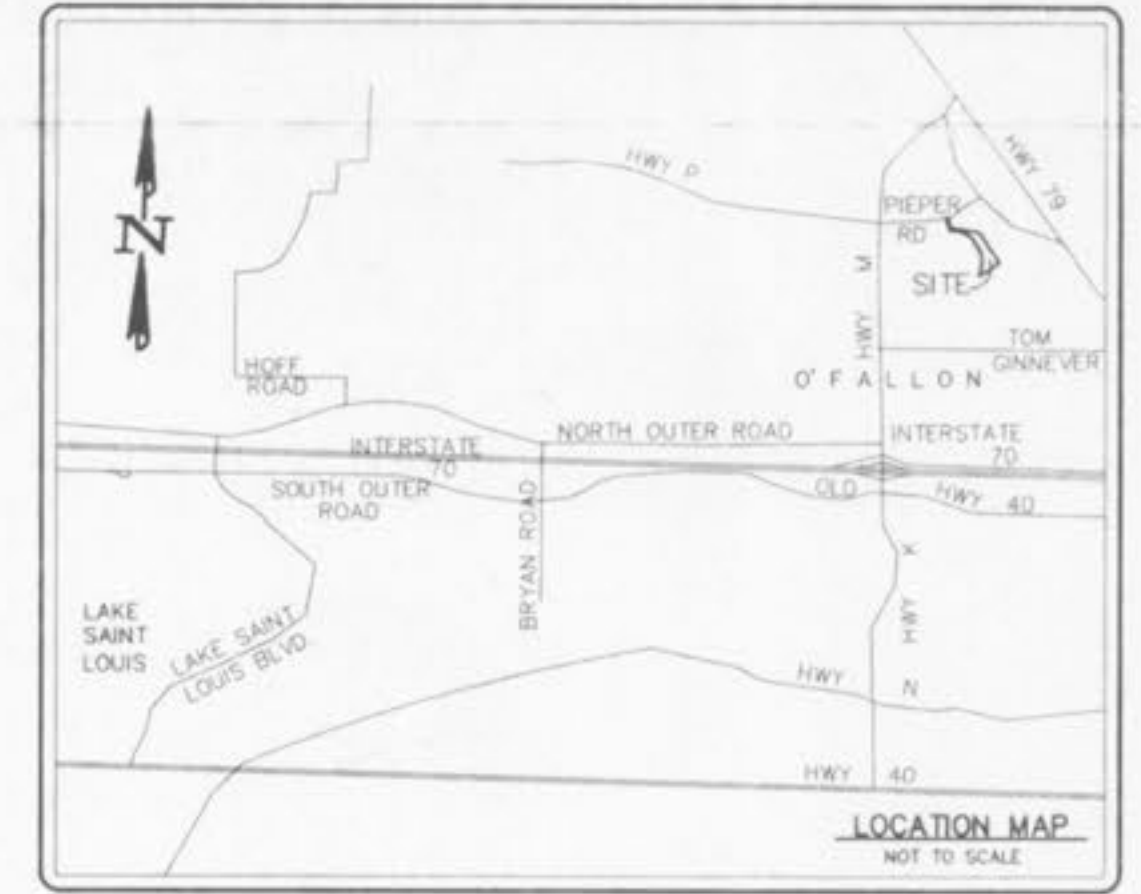 HWY P
HWY 79
PIEPER
RD
N
SITE
HWY M
TOM
GINNEVER
HOFF
ROAD
O'FALLON
NORTH OUTER ROAD
INTERSTATE
70
INTERSTATE
70
SOUTH OUTER
ROAD
OLD HWY 40
BRYAN ROAD
HWY K
LAKE
SAINT
LOUIS
LAKE SAINT
LOUIS BLVD
HWY N
HWY 40
LOCATION MAP
NOT TO SCALE